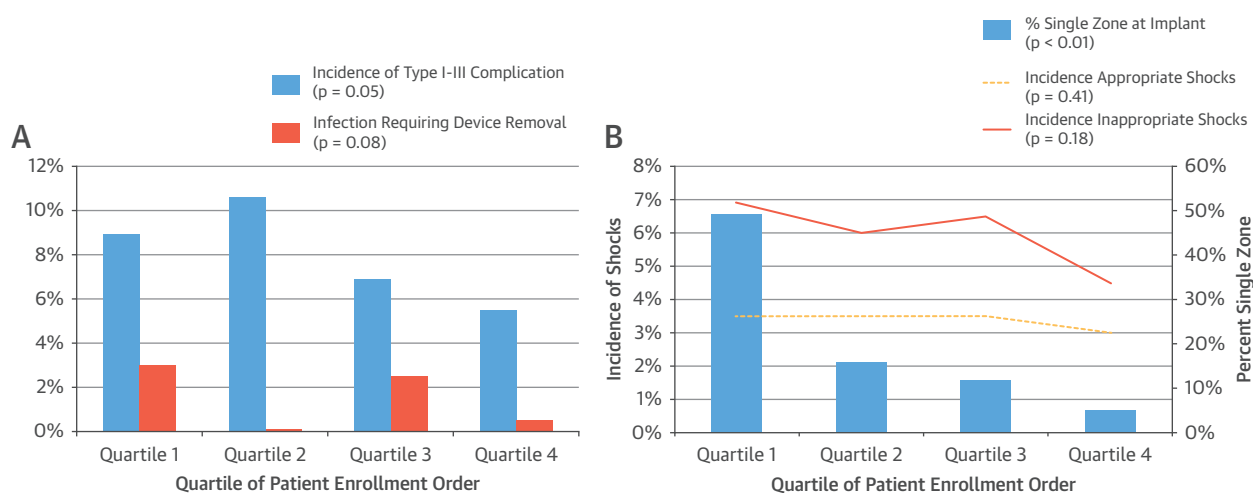 A
Incidence of Type I-III Complication
(p = 0.05)
Infection Requiring Device Removal
(p = 0.08)
12%
10%
8%
6%
4%
2%
0%
Quartile 1
Quartile 2
Quartile 3
Quartile 4
Quartile of Patient Enrollment Order
B
% Single Zone at Implant
(p < 0.01)
Incidence Appropriate Shocks
(p = 0.41)
Incidence Inappropriate Shocks
(p = 0.18)
Incidence of Shocks
8%
7%
6%
5%
4%
3%
2%
1%
0%
60%
50%
40%
30%
20%
10%
0%
Percent Single Zone
Quartile 1
Quartile 2
Quartile 3
Quartile 4
Quartile of Patient Enrollment Order